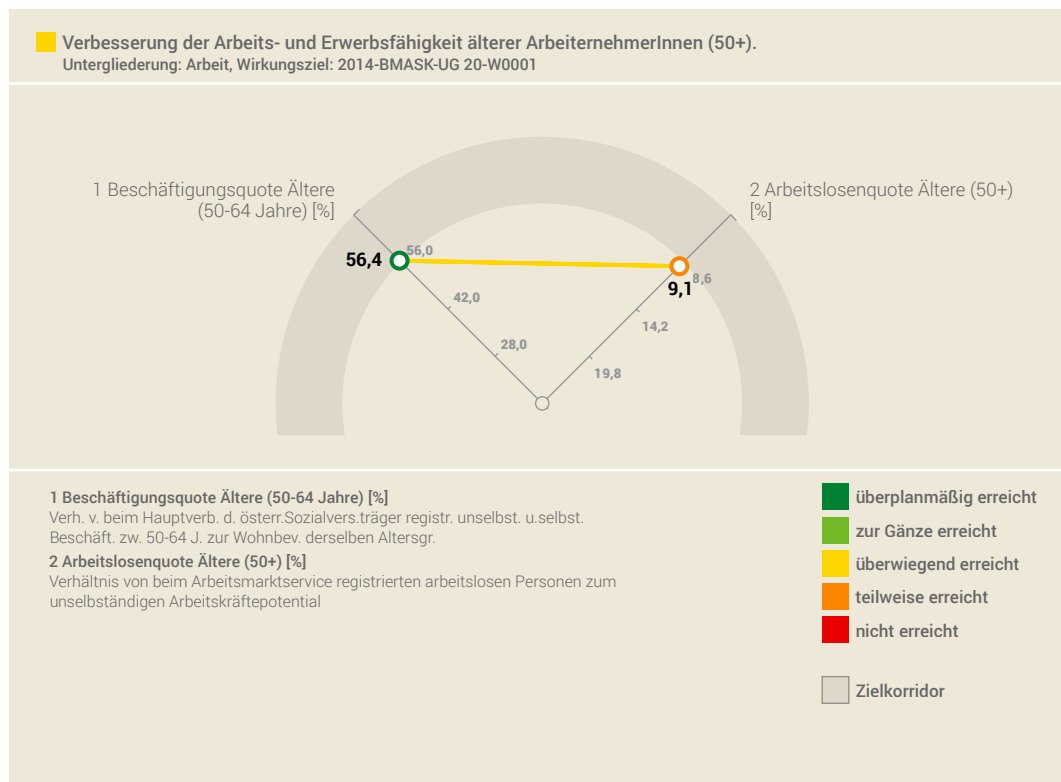 Verbesserung der Arbeits- und Erwerbsfähigkeit älterer ArbeiternehmerInnen (50+).
Untergliederung: Arbeit, Wirkungsziel: 2014-BMASK-UG 20-W0001
1 Beschäftigungsquote Ältere
(50-64 Jahre) [%]
2 Arbeitslosenquote Ältere (50+)
[%]
56,4
56,0
42,0
28,0
9,1
8,6
14,2
19,8
1 Beschäftigungsquote Ältere (50-64 Jahre) [%]
Verh. v. beim Hauptverb. d. österr.Sozialvers.träger registr. unselbst. u.selbst.
Beschäft. zw. 50-64 J. zur Wohnbev. derselben Altersgr.
2 Arbeitslosenquote Ältere (50+) [%]
Verhältnis von beim Arbeitsmarktservice registrierten arbeitslosen Personen zum
unselbständigen Arbeitskräftepotential
überplanmäßig erreicht
zur Gänze erreicht
überwiegend erreicht
teilweise erreicht
nicht erreicht
Zielkorridor